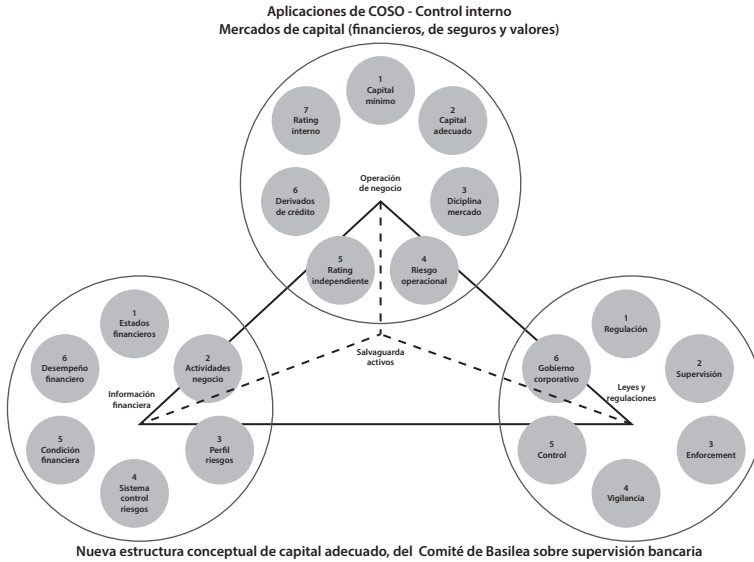 Aplicaciones de COSO - Control interno
Mercados de capital (financieros, de seguros y valores)
1
Capital
mínimo
2
Capital
adecuado
3
Diciplina
mercado
4
Riesgo
operacional
5
Rating
independiente
6
Derivados
de crédito
7
Rating
interno
Operación
de negocio
Salvaguarda
activos
1
Estados
financieros
2
Actividades
negocio
3
Perfil
riesgos
4
Sistema
control
riesgos
5
Condición
financiera
6
Desempeño
financiero
Información
financiera
1
Regulación
2
Supervisión
3
Enforcement
4
Vigilancia
5
Control
6
Gobierno
corporativo
Leyes y
regulaciones
Nueva estructura conceptual de capital adecuado, del Comité de Basilea sobre supervisión bancaria